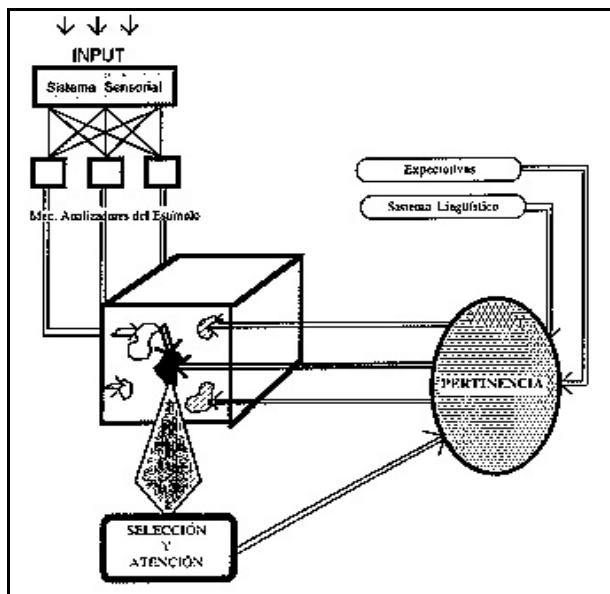 INPUT
Sistema Sensorial
Mec. Analizadores del Estímulo
Expectativas
Sistema Lingüístico
PERTINENCIA
SELECCIÓN
Y
ATENCIÓN